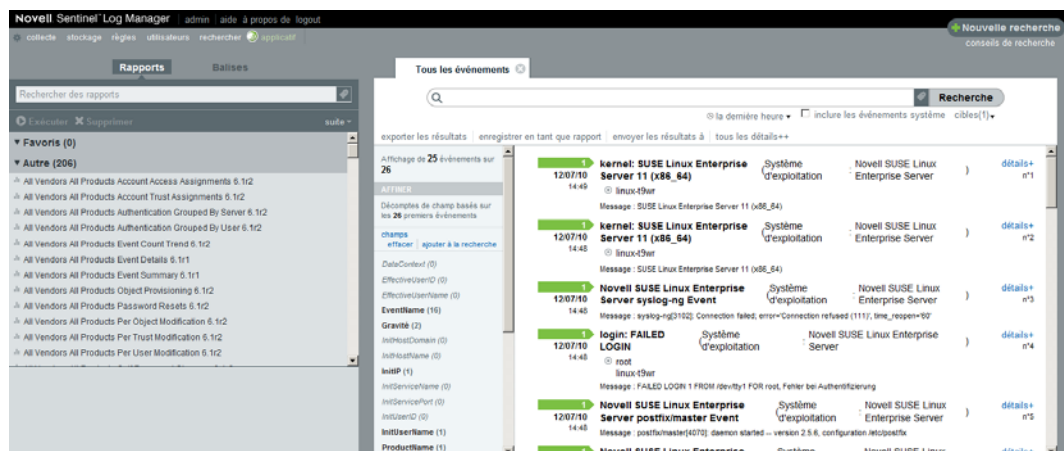 Novell Sentinel™ Log Manager admin aide à propos de logout
collecte stockage règles utilisateurs rechercher applicatif
Nouvelle recherche
conseils de recherche
Rapports Balises
Rechercher des rapports
Exécuter Supprimer suite
Favoris (0)
Autre (206)
All Vendors All Products Account Access Assignments 6.1r2
All Vendors All Products Account Trust Assignments 6.1r2
All Vendors All Products Authentication Grouped By Server 6.1r2
All Vendors All Products Authentication Grouped By User 6.1r2
All Vendors All Products Event Count Trend 6.1r2
All Vendors All Products Event Details 6.1r1
All Vendors All Products Event Summary 6.1r1
All Vendors All Products Object Provisioning 6.1r2
All Vendors All Products Password Resets 6.1r2
All Vendors All Products Per Object Modification 6.1r2
All Vendors All Products Per Trust Modification 6.1r2
All Vendors All Products Per User Modification 6.1r2
Tous les événements
Recherche
la dernière heure inclure les événements système cibles(1)
exporter les résultats enregistrer en tant que rapport envoyer les résultats à tous les détails++
Affichage de 25 événements sur
26
AFFINER
Décomptes de champ basés sur
les 26 premiers événements
champs
effacer ajouter à la recherche
DataContext (0)
EffectiveUserID (0)
EffectiveUserName (0)
EventName (16)
Gravité (2)
InitHostDomain (0)
InitHostName (0)
InitIP (1)
InitServiceName (0)
InitServicePort (0)
InitUserID (0)
InitUserName (1)
ProductName (1)
1 kernel: SUSE Linux Enterprise (Système : Novell SUSE Linux ) détails+
12/07/10 Server 11 (x86_64) d'exploitation Enterprise Server n°1
14:49
linux-t9wr
Message : SUSE Linux Enterprise Server 11 (x86_64)
1 kernel: SUSE Linux Enterprise (Système : Novell SUSE Linux ) détails+
12/07/10 Server 11 (x86_64) d'exploitation Enterprise Server n°2
14:48
linux-t9wr
Message : SUSE Linux Enterprise Server 11 (x86_64)
1 Novell SUSE Linux Enterprise (Système : Novell SUSE Linux ) détails+
12/07/10 Server syslog-ng Event d'exploitation Enterprise Server n°3
14:48
Message : syslog-ng[3102]: Connection failed; error='Connection refused (111)', time_reopen='60'
1 login: FAILED (Système : Novell SUSE Linux Enterprise ) détails+
12/07/10 LOGIN d'exploitation Server n°4
14:48
root
linux-t9wr
Message : FAILED LOGIN 1 FROM /dev/tty1 FOR root, Fehler bei Authentifizierung
1 Novell SUSE Linux Enterprise (Système : Novell SUSE Linux ) détails+
12/07/10 Server postfix/master Event d'exploitation Enterprise Server n°5
14:48
Message : postfix/master[4070]: daemon started -- version 2.5.6, configuration /etc/postfix